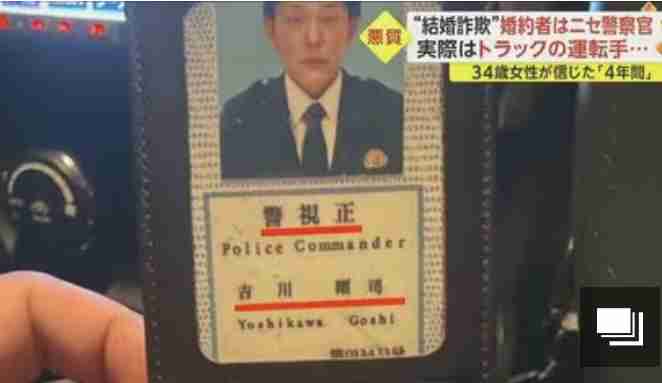 悪質
“結婚詐欺”婚約者はニセ警察官
実際はトラックの運転手…
34歳女性が信じた「4年間」
警視正
Police Commander
吉川 剛司
Yoshikawa Goshi